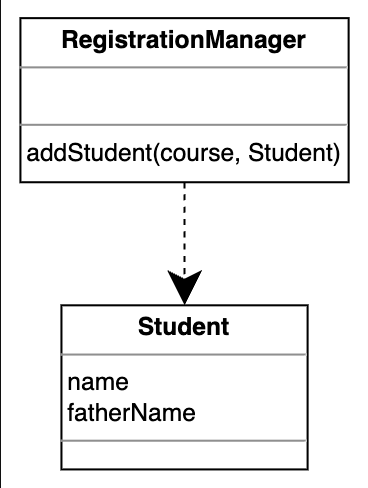 RegistrationManager
addStudent(course, Student)
Student
name
fatherName